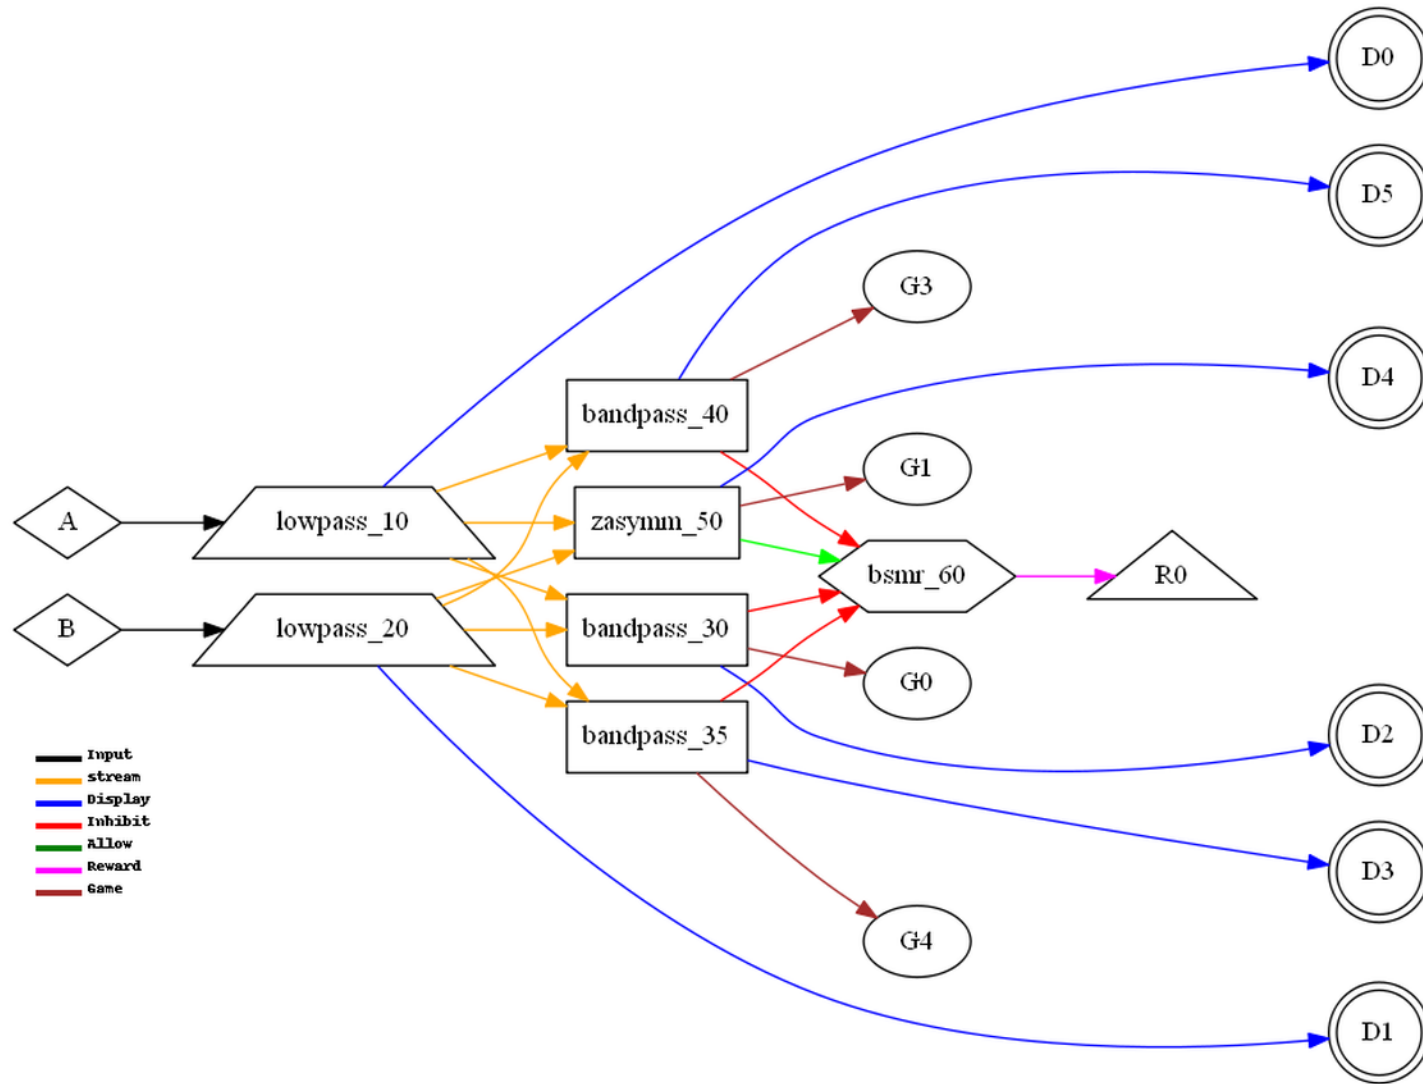 D0
D5
G3
D4
bandpass_40
G1
A
lowpass_10
zasymm_50
bsmr_60
R0
B
lowpass_20
bandpass_30
G0
bandpass_35
D2
Input
stream
Display
Inhibit
Allow
Reward
Game
D3
G4
D1